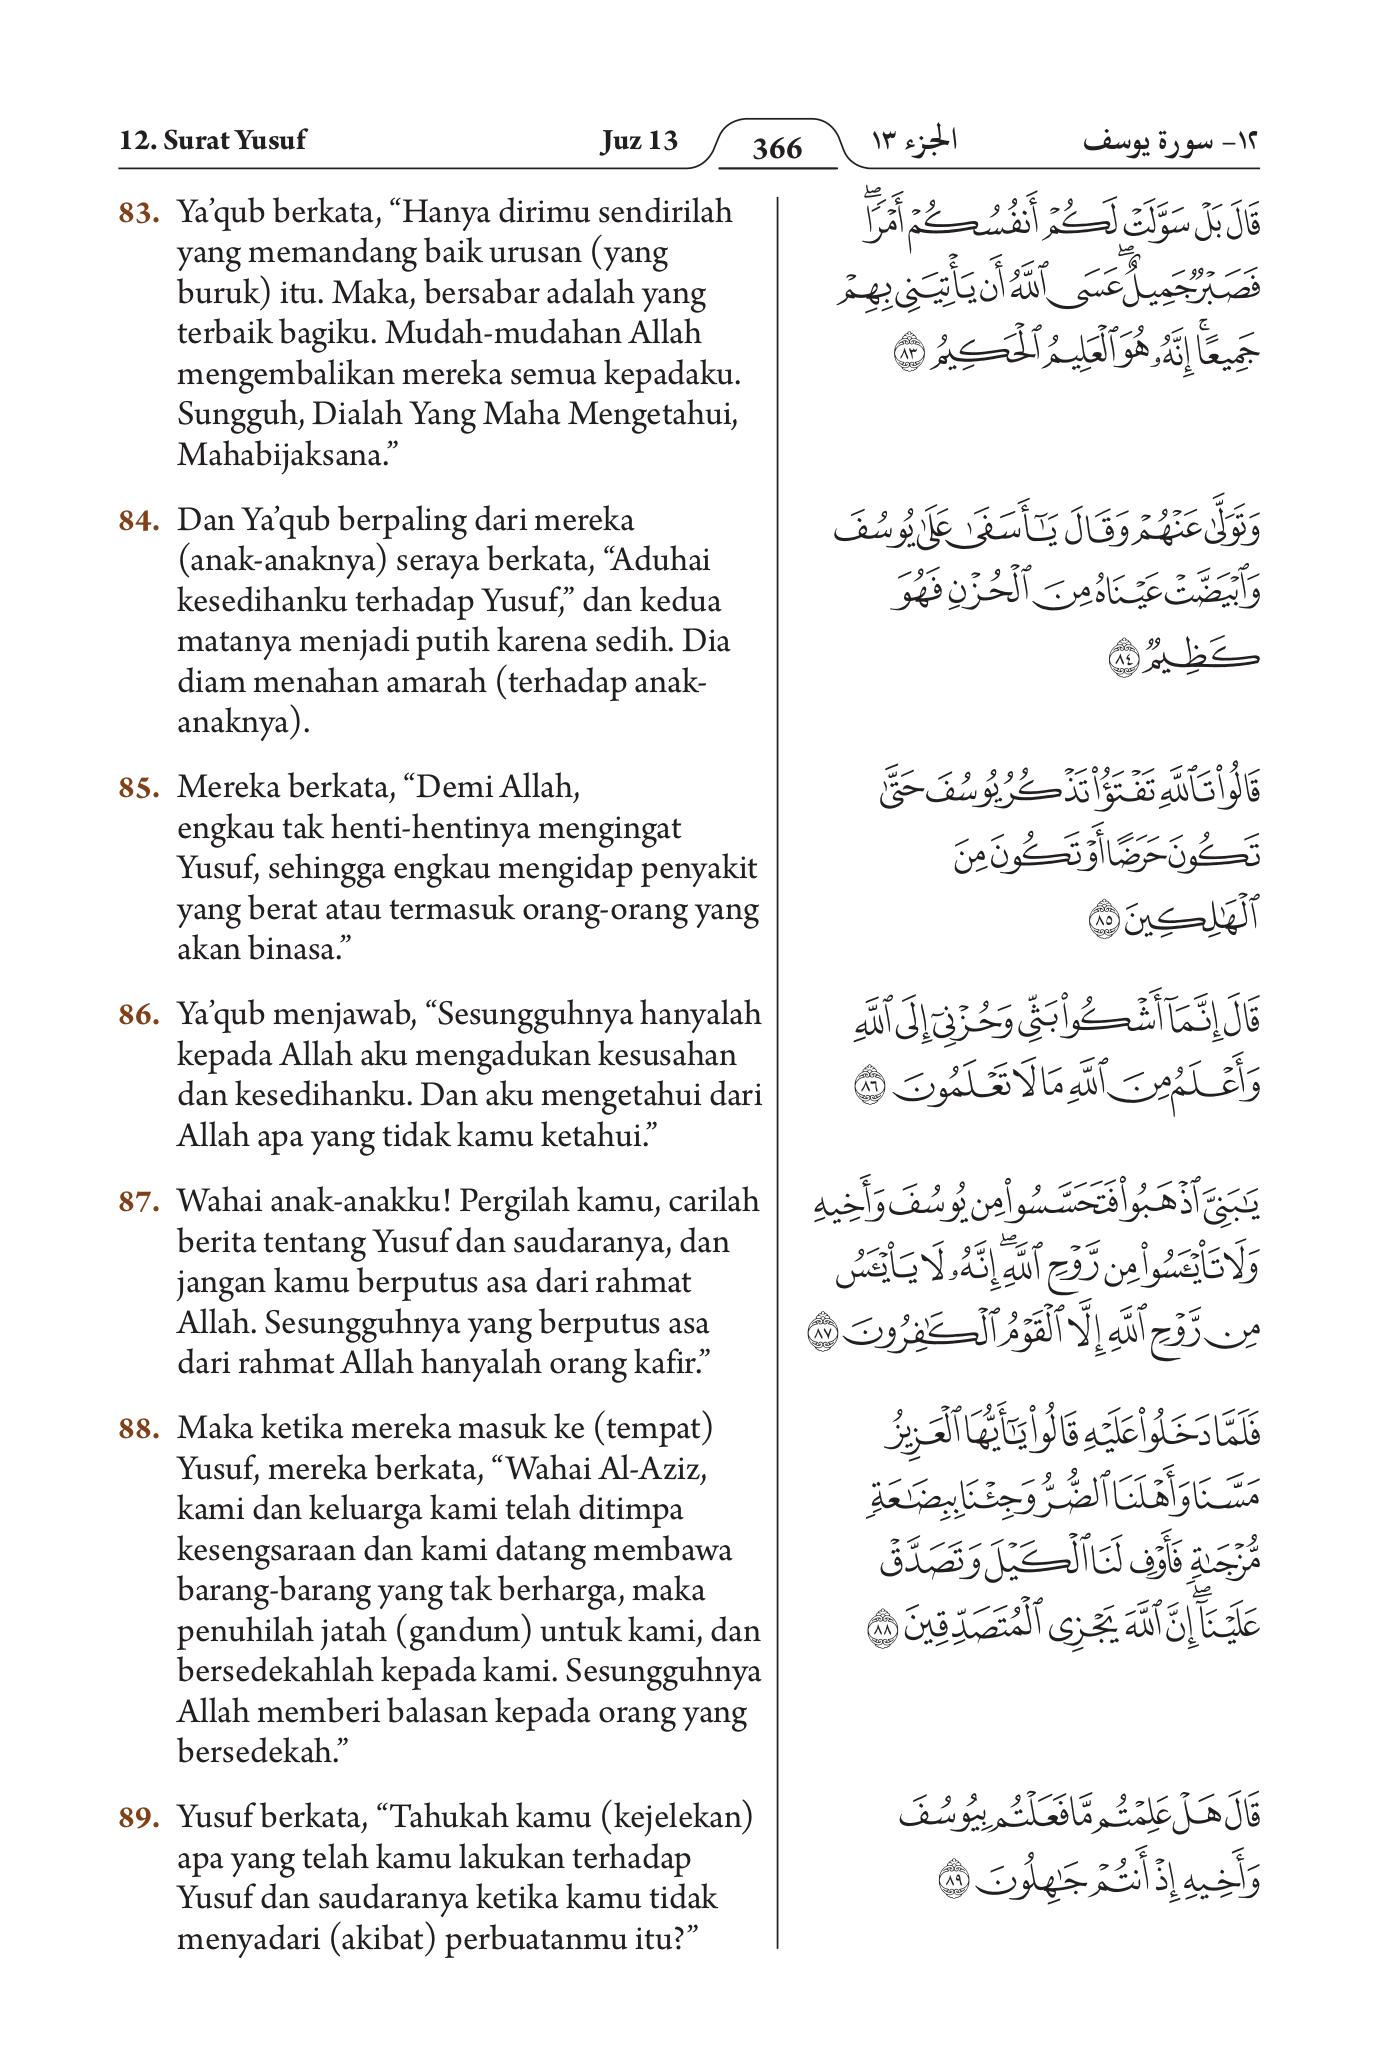 12. Surat Yusuf
Juz 13
366
الجزء ١٣
١٢- سورة يوسف
83. Ya’qub berkata, “Hanya dirimu sendirilah
yang memandang baik urusan (yang
buruk) itu. Maka, bersabar adalah yang
terbaik bagiku. Mudah-mudahan Allah
mengembalikan mereka semua kepadaku.
Sungguh, Dialah Yang Maha Mengetahui,
Mahabijaksana.”
84. Dan Ya’qub berpaling dari mereka
(anak-anaknya) seraya berkata, “Aduhai
kesedihanku terhadap Yusuf,” dan kedua
matanya menjadi putih karena sedih. Dia
diam menahan amarah (terhadap anak-
anaknya).
85. Mereka berkata, “Demi Allah,
engkau tak henti-hentinya mengingat
Yusuf, sehingga engkau mengidap penyakit
yang berat atau termasuk orang-orang yang
akan binasa.”
86. Ya’qub menjawab, “Sesungguhnya hanyalah
kepada Allah aku mengadukan kesusahan
dan kesedihanku. Dan aku mengetahui dari
Allah apa yang tidak kamu ketahui.”
87. Wahai anak-anakku! Pergilah kamu, carilah
berita tentang Yusuf dan saudaranya, dan
jangan kamu berputus asa dari rahmat
Allah. Sesungguhnya yang berputus asa
dari rahmat Allah hanyalah orang kafir.”
88. Maka ketika mereka masuk ke (tempat)
Yusuf, mereka berkata, “Wahai Al-Aziz,
kami dan keluarga kami telah ditimpa
kesengsaraan dan kami datang membawa
barang-barang yang tak berharga, maka
penuhilah jatah (gandum) untuk kami, dan
bersedekahlah kepada kami. Sesungguhnya
Allah memberi balasan kepada orang yang
bersedekah.”
89. Yusuf berkata, “Tahukah kamu (kejelekan)
apa yang telah kamu lakukan terhadap
Yusuf dan saudaranya ketika kamu tidak
menyadari (akibat) perbuatanmu itu?”
قَالَ بَلۡ سَوَّلَتۡ لَكُمۡ أَنفُسُكُمۡ أَمۡرٗاۖ
فَصَبۡرٞ جَمِيلٌۖ عَسَى ٱللَّهُ أَن يَأۡتِيَنِي بِهِمۡ
جَمِيعًاۚ إِنَّهُۥ هُوَ ٱلۡعَلِيمُ ٱلۡحَكِيمُ ٨٣
وَتَوَلَّىٰ عَنۡهُمۡ وَقَالَ يَٰٓأَسَفَىٰ عَلَىٰ يُوسُفَ
وَٱبۡيَضَّتۡ عَيۡنَاهُ مِنَ ٱلۡحُزۡنِ فَهُوَ
كَظِيمٞ ٨٤
قَالُواْ تَٱللَّهِ تَفۡتَؤُاْ تَذۡكُرُ يُوسُفَ حَتَّىٰ
تَكُونَ حَرَضًا أَوۡ تَكُونَ مِنَ
ٱلۡهَٰلِكِينَ ٨٥
قَالَ إِنَّمَآ أَشۡكُواْ بَثِّي وَحُزۡنِيٓ إِلَى ٱللَّهِ
وَأَعۡلَمُ مِنَ ٱللَّهِ مَا لَا تَعۡلَمُونَ ٨٦
يَٰبَنِيَّ ٱذۡهَبُواْ فَتَحَسَّسُواْ مِن يُوسُفَ وَأَخِيهِ
وَلَا تَاْيۡـَٔسُواْ مِن رَّوۡحِ ٱللَّهِۖ إِنَّهُۥ لَا يَاْيۡـَٔسُ
مِن رَّوۡحِ ٱللَّهِ إِلَّا ٱلۡقَوۡمُ ٱلۡكَٰفِرُونَ ٨٧
فَلَمَّا دَخَلُواْ عَلَيۡهِ قَالُواْ يَٰٓأَيُّهَا ٱلۡعَزِيزُ
مَسَّنَا وَأَهۡلَنَا ٱلضُّرُّ وَجِئۡنَا بِبِضَٰعَةٖ
مُّزۡجَىٰةٖ فَأَوۡفِ لَنَا ٱلۡكَيۡلَ وَتَصَدَّقۡ
عَلَيۡنَآۖ إِنَّ ٱللَّهَ يَجۡزِي ٱلۡمُتَصَدِّقِينَ ٨٨
قَالَ هَلۡ عَلِمۡتُم مَّا فَعَلۡتُم بِيُوسُفَ
وَأَخِيهِ إِذۡ أَنتُمۡ جَٰهِلُونَ ٨٩